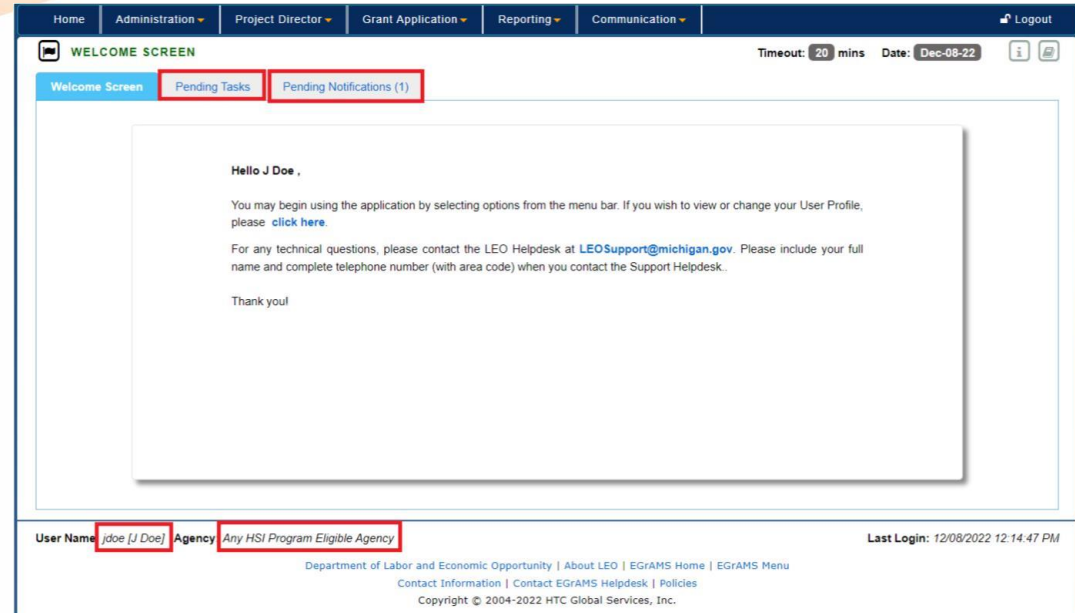 Home Administration Project Director Grant Application Reporting Communication Logout
WELCOME SCREEN Timeout: 20 mins Date: Dec-08-22 i
Welcome Screen Pending Tasks Pending Notifications (1)
Hello J Doe ,
You may begin using the application by selecting options from the menu bar. If you wish to view or change your User Profile,
please click here.
For any technical questions, please contact the LEO Helpdesk at LEOSupport@michigan.gov. Please include your full
name and complete telephone number (with area code) when you contact the Support Helpdesk..
Thank you!
User Name jdoe [J Doe] Agency Any HSI Program Eligible Agency Last Login: 12/08/2022 12:14:47 PM
Department of Labor and Economic Opportunity | About LEO | EGrAMS Home | EGrAMS Menu
Contact Information | Contact EGrAMS Helpdesk | Policies
Copyright © 2004-2022 HTC Global Services, Inc.